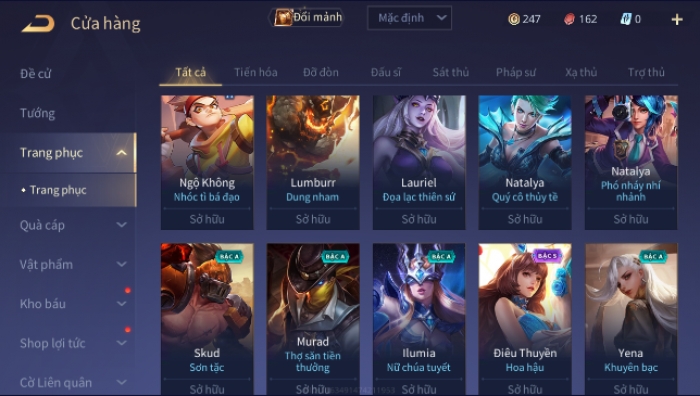 Cửa hàng
Đổi mảnh
Mặc định
247
162
0
Đề cử
Tướng
Trang phục
Trang phục
Quà cáp
Vật phẩm
Kho báu
Shop lợi tức
Cờ Liên quân
Tất cả
Tiến hóa
Đỡ đòn
Đấu sĩ
Sát thủ
Pháp sư
Xạ thủ
Trợ thủ
Ngộ Không
Nhóc tì bá đạo
Sở hữu
Lumburr
Dung nham
Sở hữu
Lauriel
Đọa lạc thiên sứ
Sở hữu
Natalya
Quý cô thủy tề
Sở hữu
Natalya
Phó nháy nhí
nhảnh
Sở hữu
BẬC A
Skud
Sơn tặc
Sở hữu
BẬC A
Murad
Thợ săn tiền
thưởng
Sở hữu
BẬC A
Ilumia
Nữ chúa tuyết
Sở hữu
BẬC S
Điêu Thuyền
Hoa hậu
Sở hữu
BẬC A
Yena
Khuyên bạc
Sở hữu